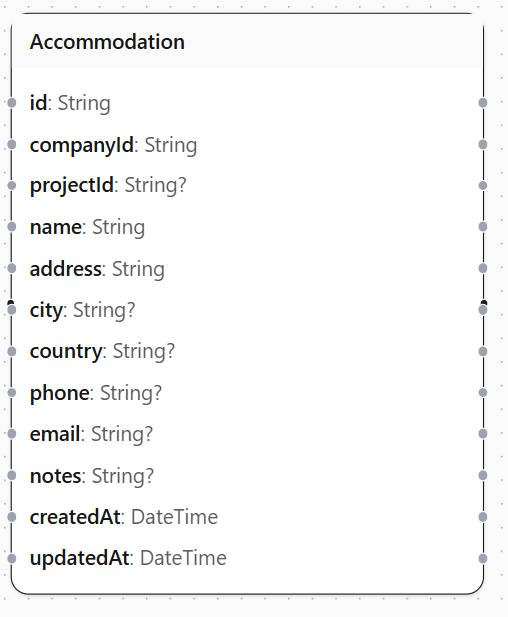 Accommodation
id: String
companyId: String
projectId: String?
name: String
address: String
city: String?
country: String?
phone: String?
email: String?
notes: String?
createdAt: DateTime
updatedAt: DateTime